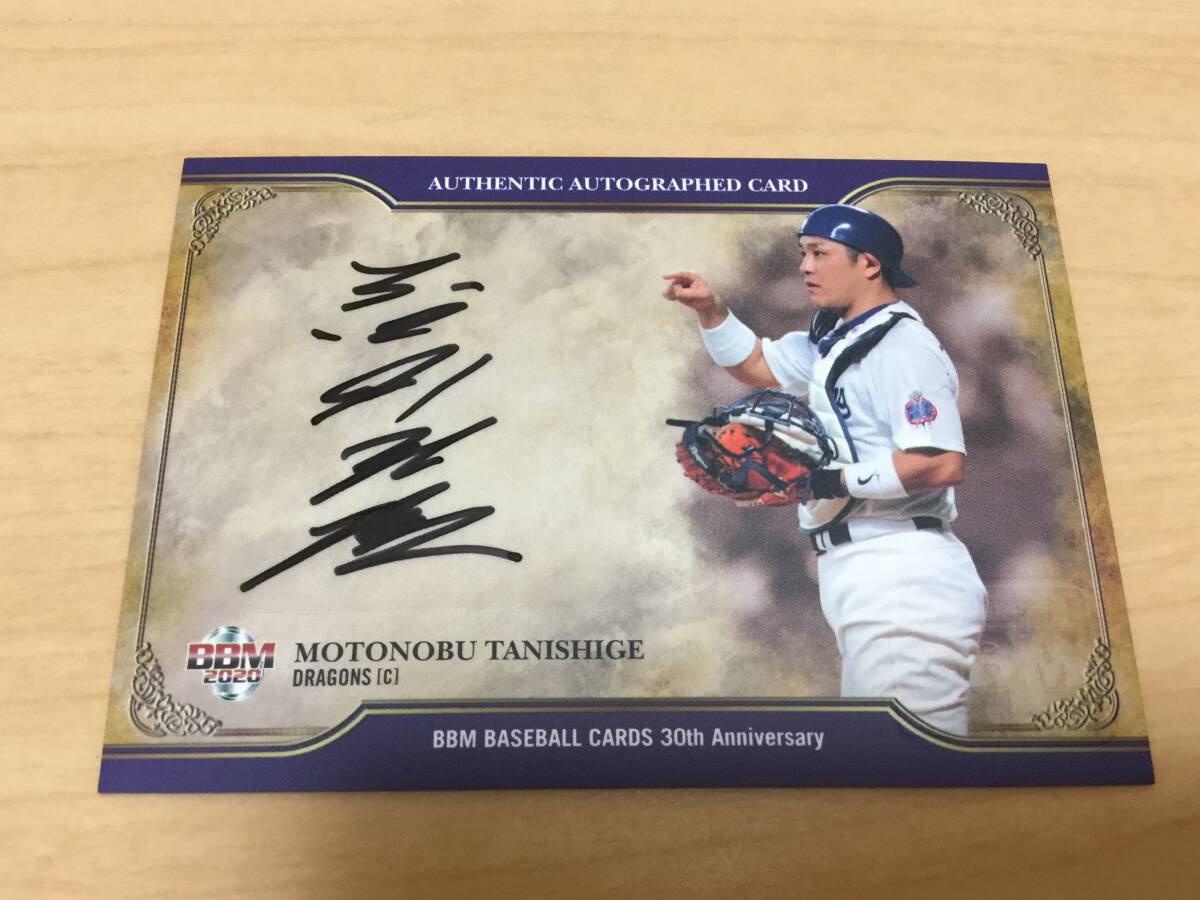 AUTHENTIC AUTOGRAPHED CARD
BBM
2020
MOTONOBU TANISHIGE
DRAGONS [C]
BBM BASEBALL CARDS 30th Anniversary